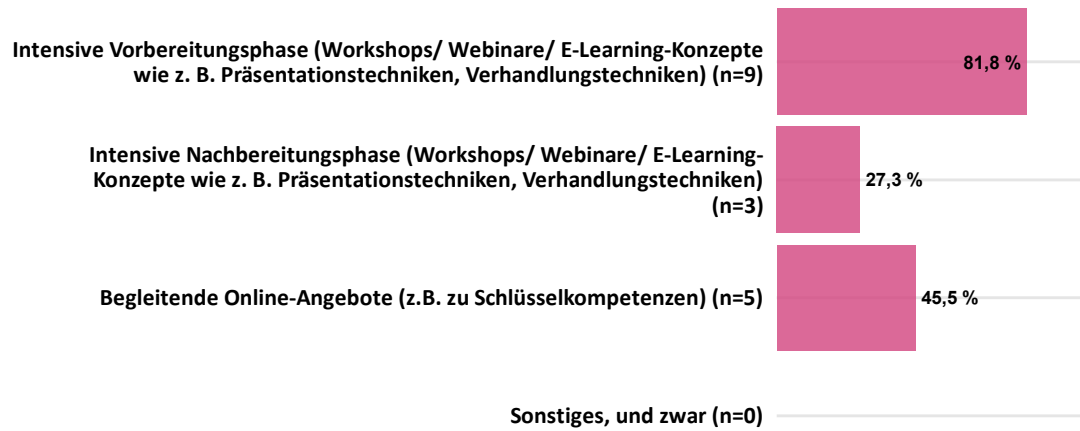 Intensive Vorbereitungsphase (Workshops/ Webinare/ E-Learning-Konzepte
wie z. B. Präsentationstechniken, Verhandlungstechniken) (n=9)
81,8 %
Intensive Nachbereitungsphase (Workshops/ Webinare/ E-Learning-
Konzepte wie z. B. Präsentationstechniken, Verhandlungstechniken)
(n=3)
27,3 %
Begleitende Online-Angebote (z.B. zu Schlüsselkompetenzen) (n=5)
45,5 %
Sonstiges, und zwar (n=0)